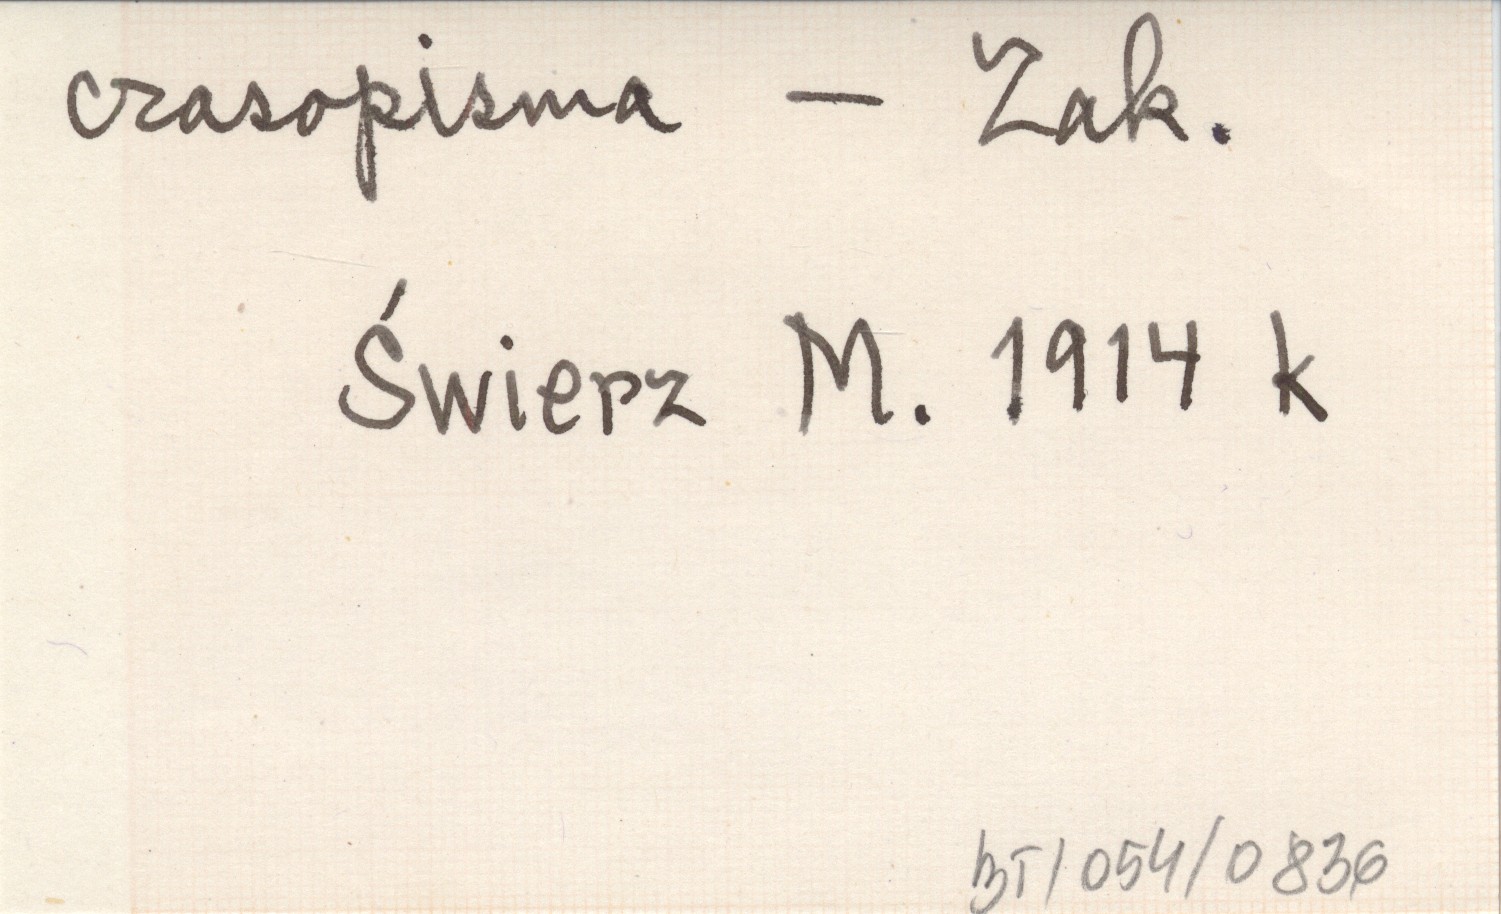 czasopisma — Zak.
Świerz M. 1914 k
BT/054/0836